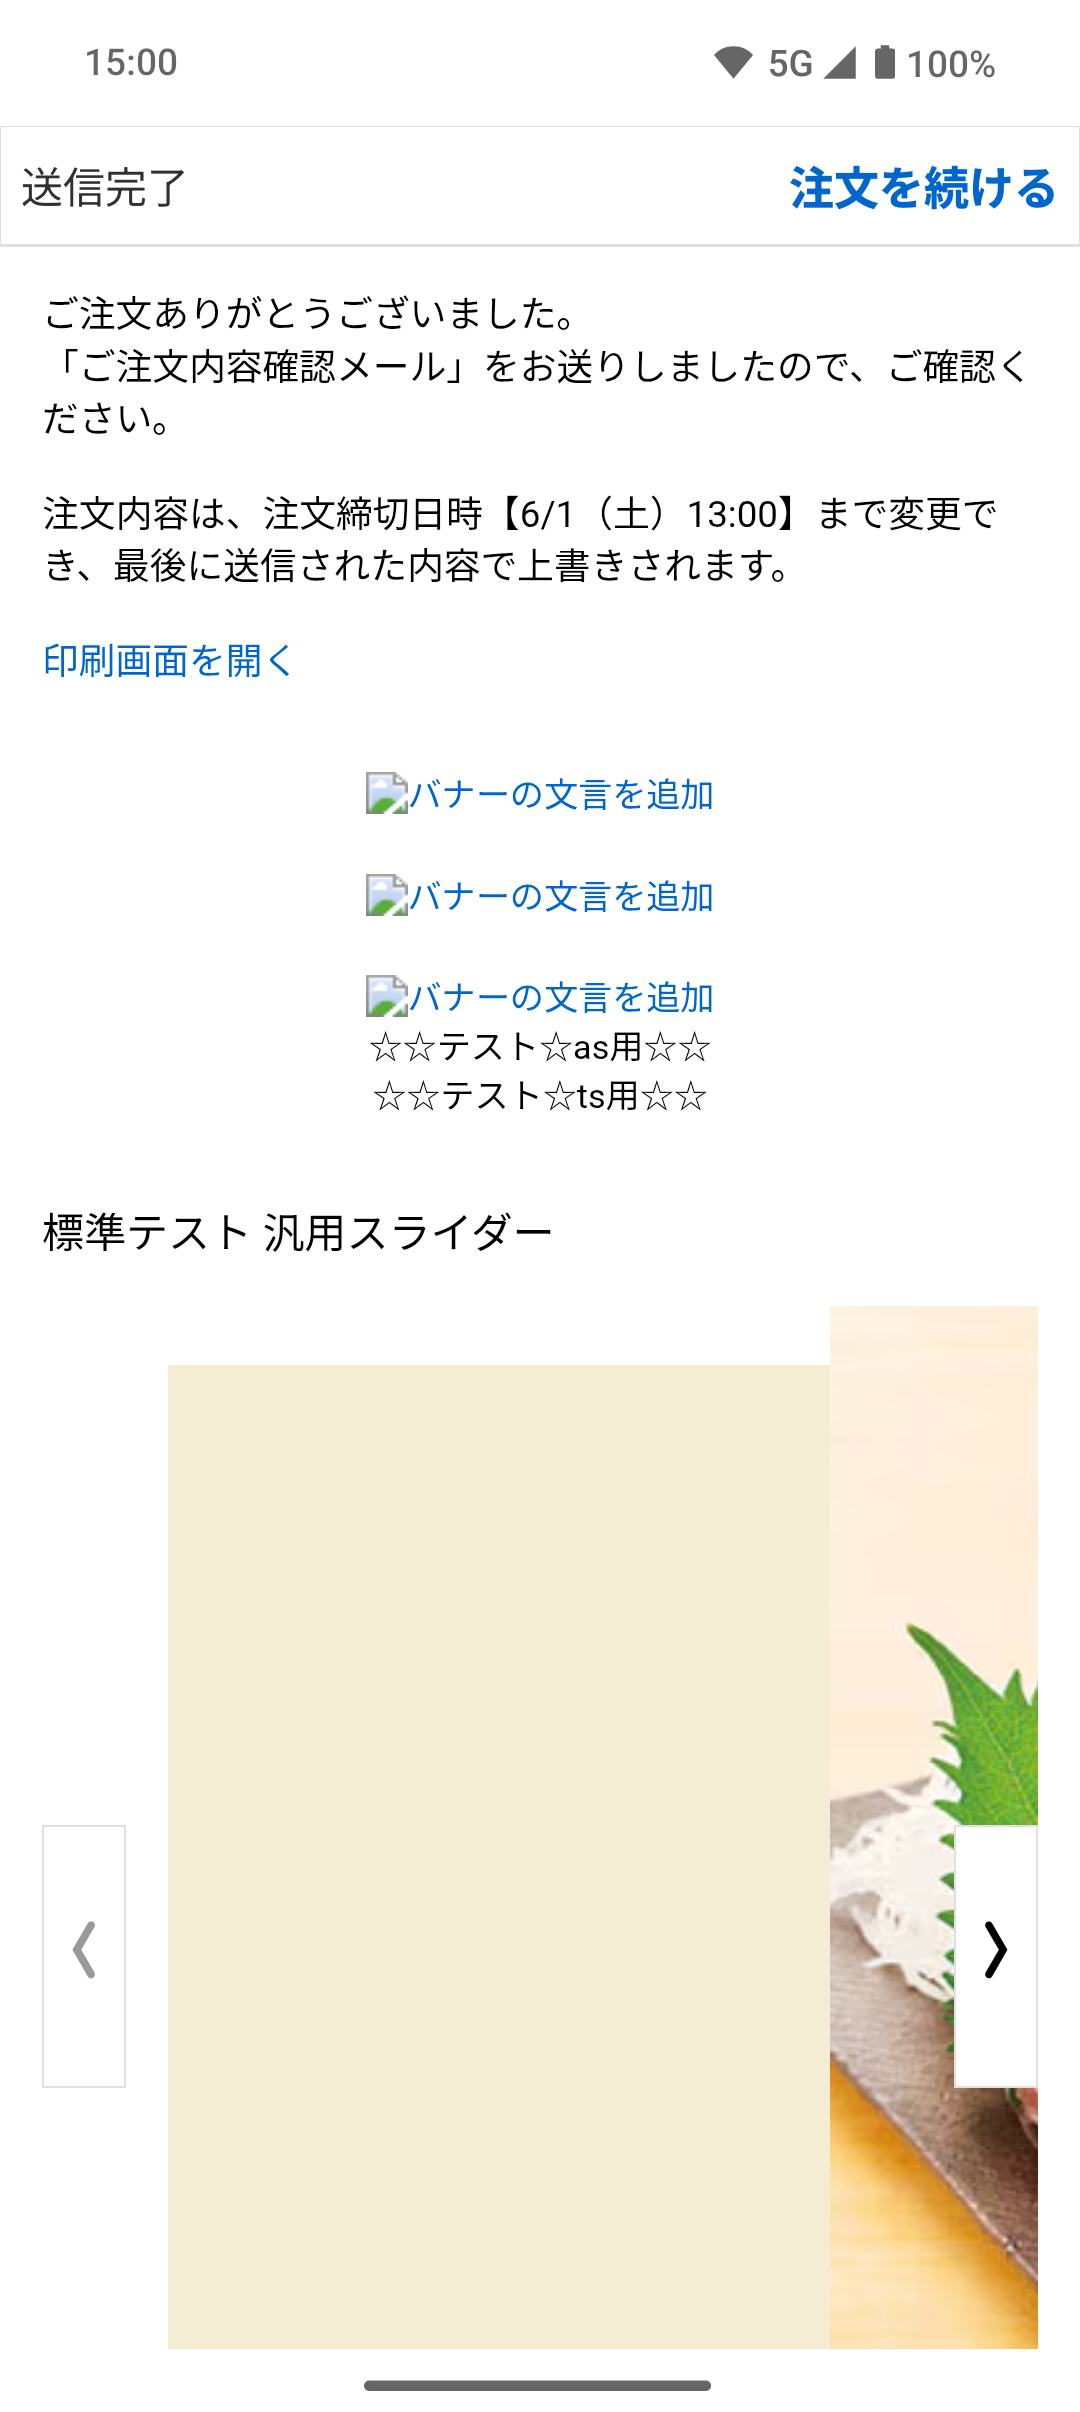 15:00
5G 100%
送信完了
注文を続ける
ご注文ありがとうございました。
「ご注文内容確認メール」をお送りしましたので、ご確認く
ださい。
注文内容は、注文締切日時【6/1（土）13:00】まで変更で
き、最後に送信された内容で上書きされます。
印刷画面を開く
バナーの文言を追加
バナーの文言を追加
バナーの文言を追加
☆☆テスト☆as用☆☆
☆☆テスト☆ts用☆☆
標準テスト 汎用スライダー